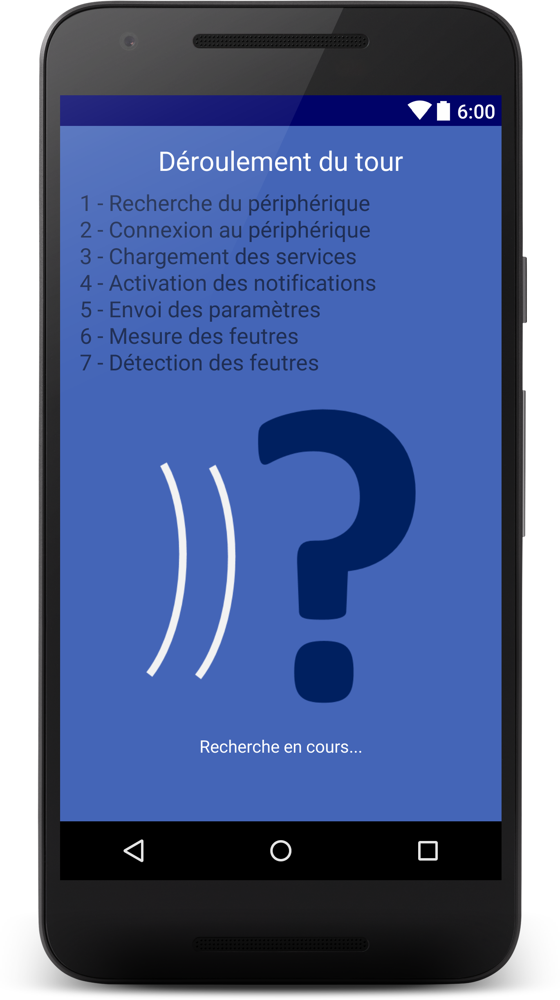 6:00
Déroulement du tour
1 - Recherche du périphérique
2 - Connexion au périphérique
3 - Chargement des services
4 - Activation des notifications
5 - Envoi des paramètres
6 - Mesure des feutres
7 - Détection des feutres
?
Recherche en cours...